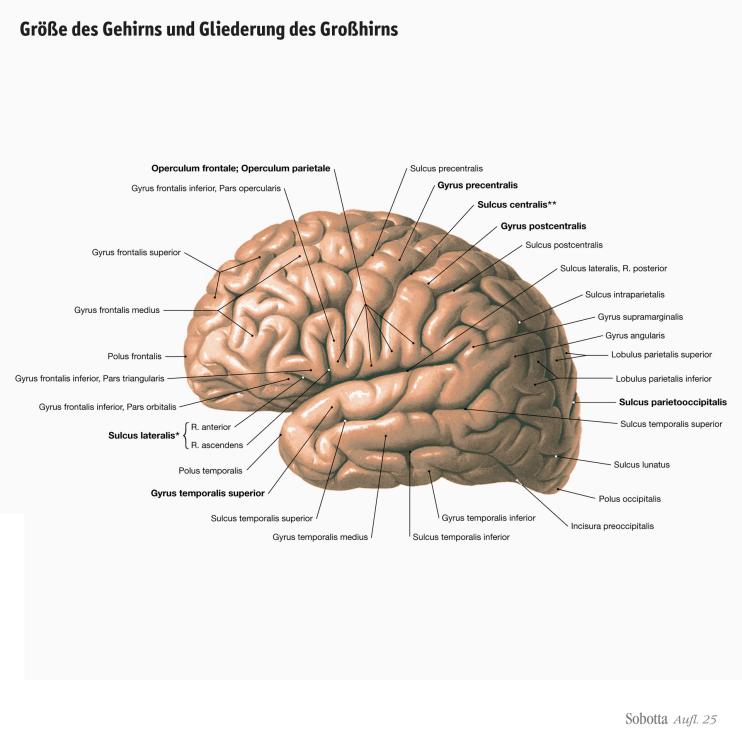 Größe des Gehirns und Gliederung des Großhirns
Operculum frontale; Operculum parietale
Gyrus frontalis inferior, Pars opercularis
Gyrus frontalis superior
Gyrus frontalis medius
Polus frontalis
Gyrus frontalis inferior, Pars triangularis
Gyrus frontalis inferior, Pars orbitalis
Sulcus lateralis*
R. anterior
R. ascendens
Polus temporalis
Gyrus temporalis superior
Sulcus temporalis superior
Gyrus temporalis medius
Sulcus precentralis
Gyrus precentralis
Sulcus centralis**
Gyrus postcentralis
Sulcus postcentralis
Sulcus lateralis, R. posterior
Sulcus intraparietalis
Gyrus supramarginalis
Gyrus angularis
Lobulus parietalis superior
Lobulus parietalis inferior
Sulcus parietooccipitalis
Sulcus temporalis superior
Sulcus lunatus
Polus occipitalis
Incisura preoccipitalis
Gyrus temporalis inferior
Sulcus temporalis inferior
Sobotta Aufl. 25